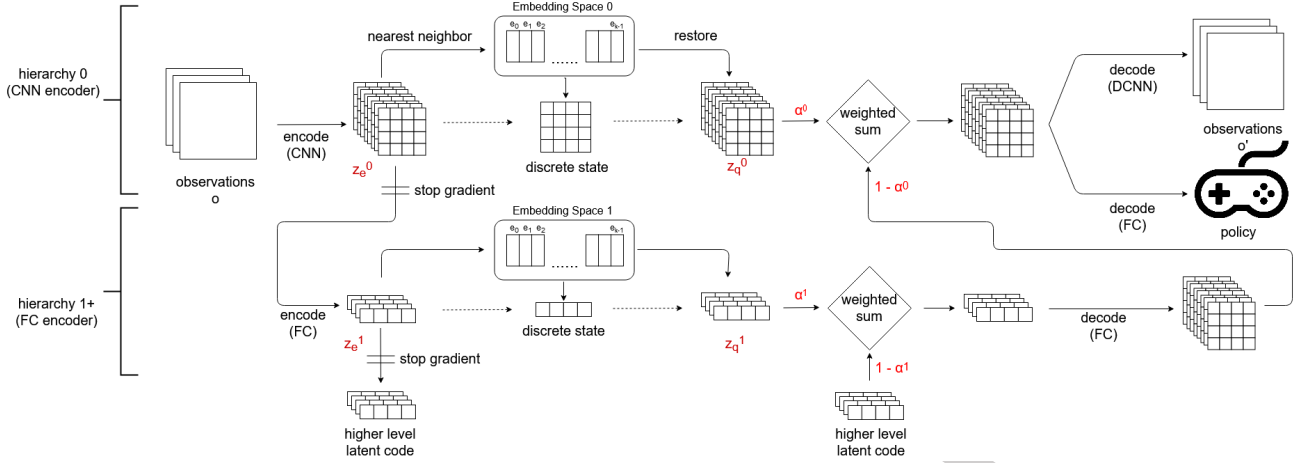 hierarchy 0
(CNN encoder)
observations
o
encode
(CNN)
nearest neighbor
Embedding Space 0
e0 e1 e2
ek-1
.......
restore
ze0
discrete state
zq0
α0
weighted
sum
1 - α0
decode
(DCNN)
observations
o'
decode
(FC)
policy
stop gradient
hierarchy 1+
(FC encoder)
encode
(FC)
Embedding Space 1
e0 e1 e2
ek-1
.......
ze1
discrete state
zq1
α1
weighted
sum
1 - α1
decode
(FC)
stop gradient
higher level
latent code
higher level
latent code